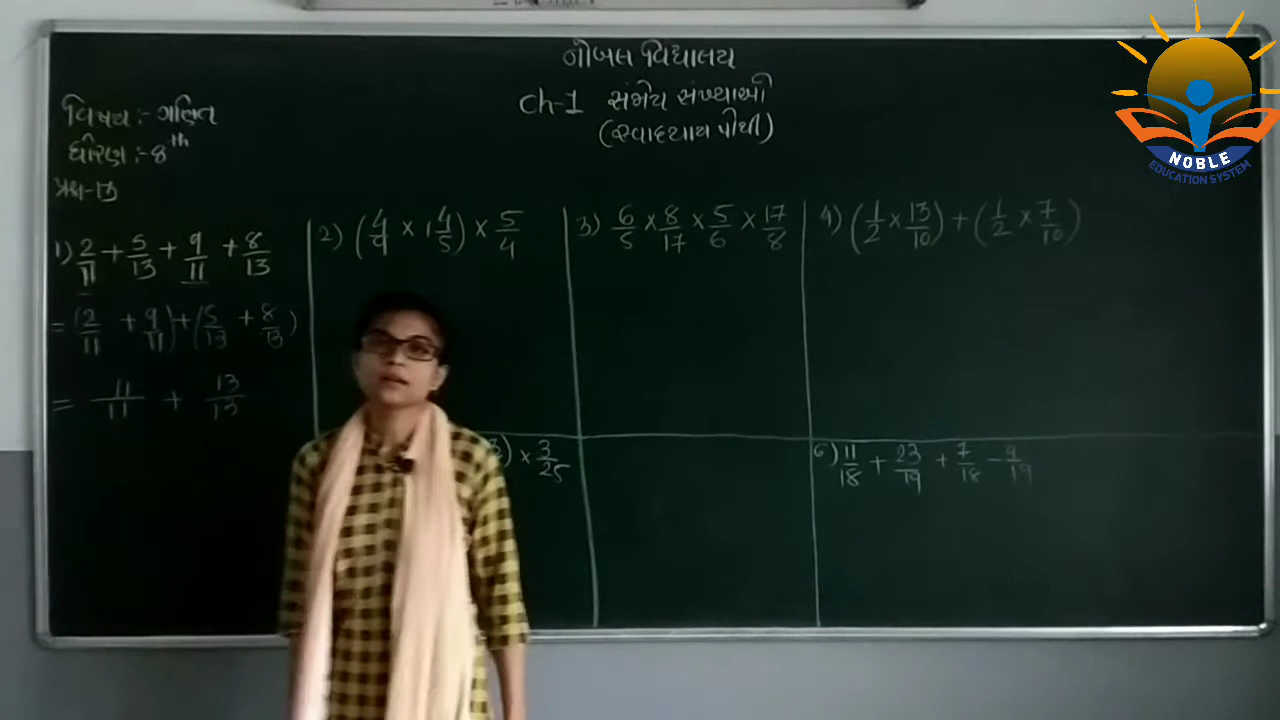 નોબલ વિદ્યાલય
Ch-1 સંમેય સંખ્યાઓ
(સ્વાધ્યાય પોથી)
વિષય :- ગણિત
ધોરણ :- 8th
1) 2/11 + 5/13 + 9/11 + 8/13
= (2/11 + 9/11) + (5/13 + 8/13)
= 11/11 + 13/13
2) (4/9 × 1 4/5) × 5/4
3) 6/5 × 8/17 × 5/6 × 17/8
4) (1/2 × 13/10) + (1/2 × 7/10)
) × 3/25
6) 11/18 + 23/19 + 7/18 - 4/19
NOBLE
EDUCATION SYSTEM